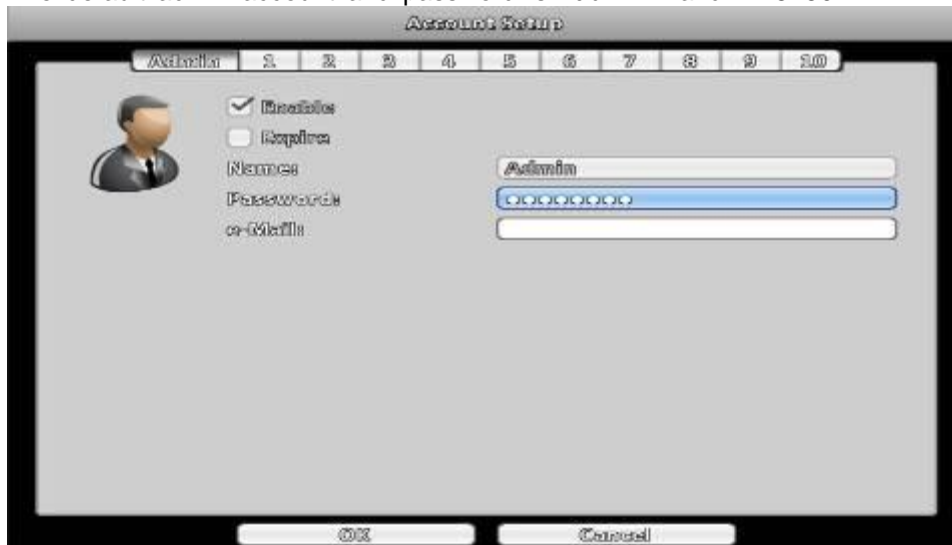 Account Setup
Admin 1 2 3 4 5 6 7 8 9 10
Enable
Expire
Name: Admin
Password:
e-Mail:
OK Cancel